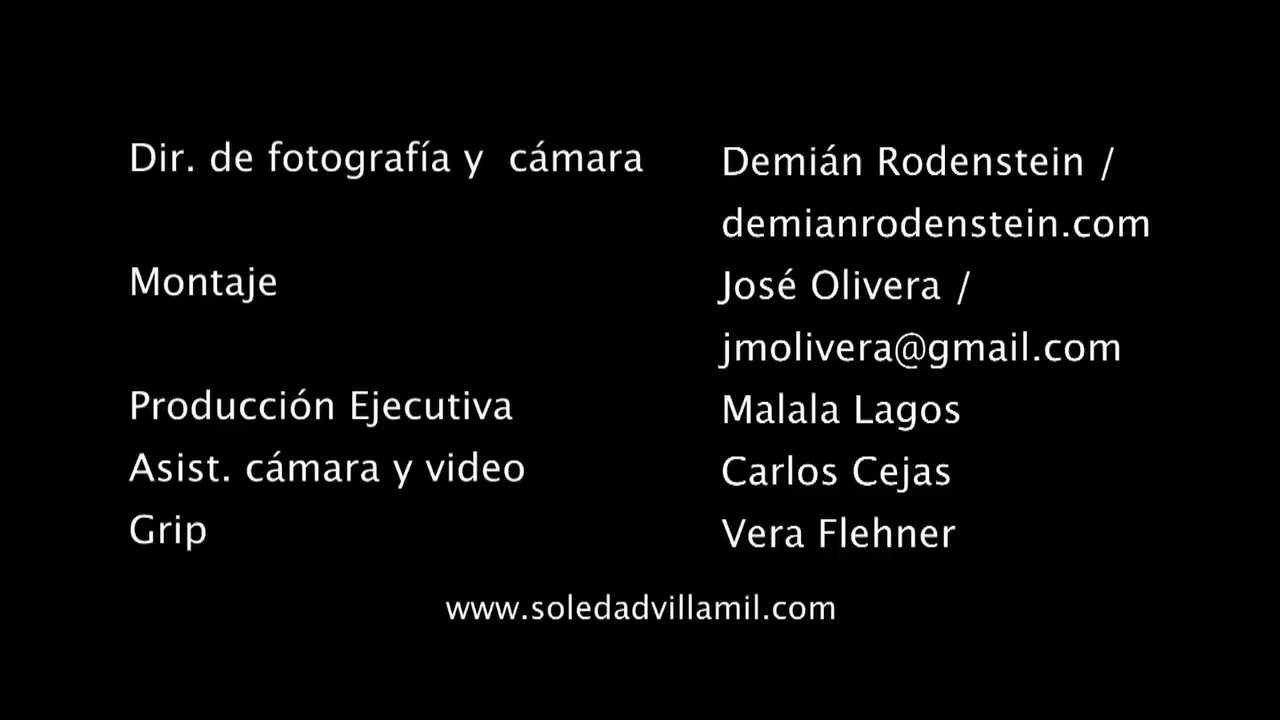 Dir. de fotografía y  cámara
Demián Rodenstein /
demianrodenstein.com
Montaje
José Olivera /
jmolivera@gmail.com
Producción Ejecutiva
Malala Lagos
Asist. cámara y video
Carlos Cejas
Grip
Vera Flehner
www.soledadvillamil.com